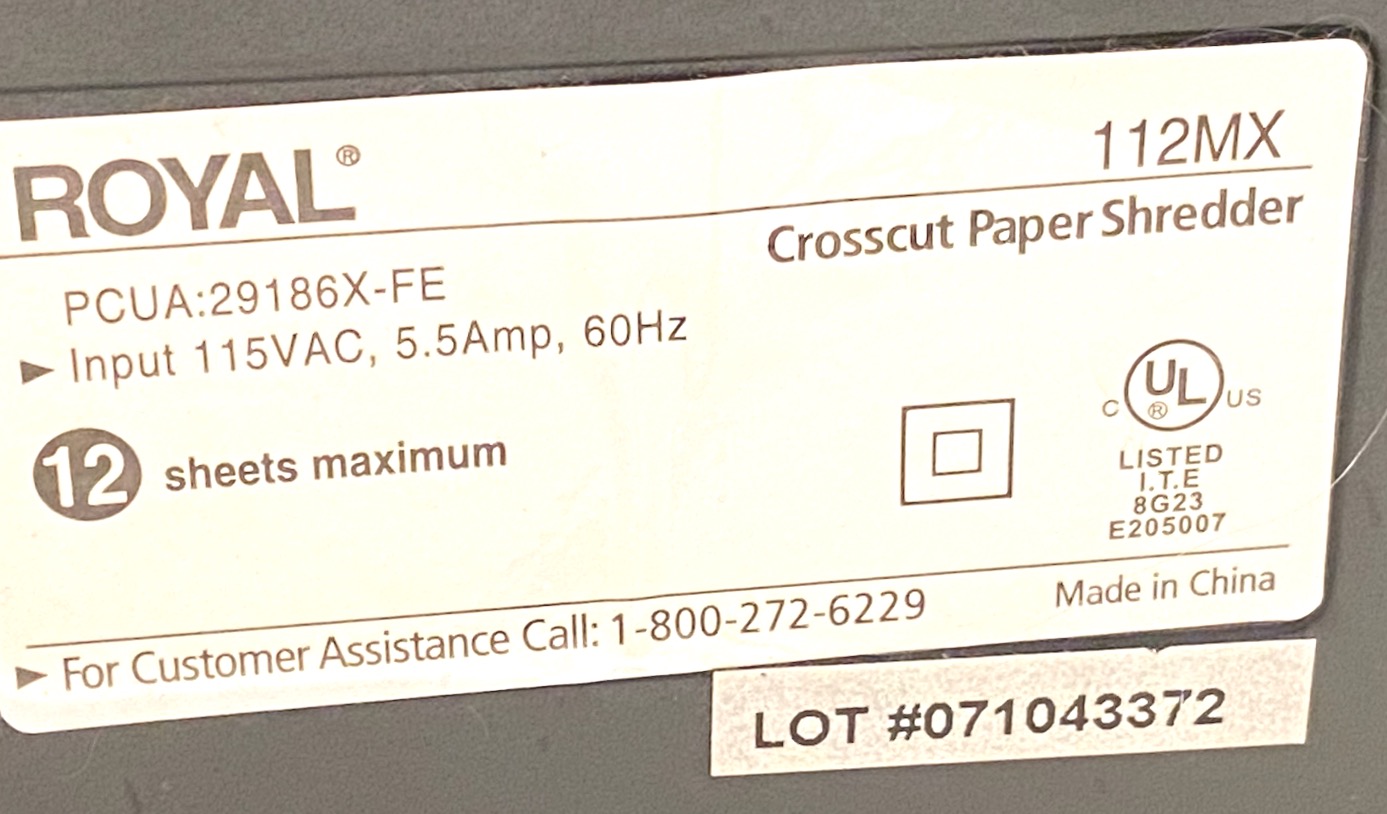 ROYAL®
112MX
Crosscut Paper Shredder
PCUA:29186X-FE
► Input 115VAC, 5.5Amp, 60Hz
12 sheets maximum
C UL® US
LISTED
I.T.E
8G23
E205007
Made in China
► For Customer Assistance Call: 1-800-272-6229
LOT #071043372